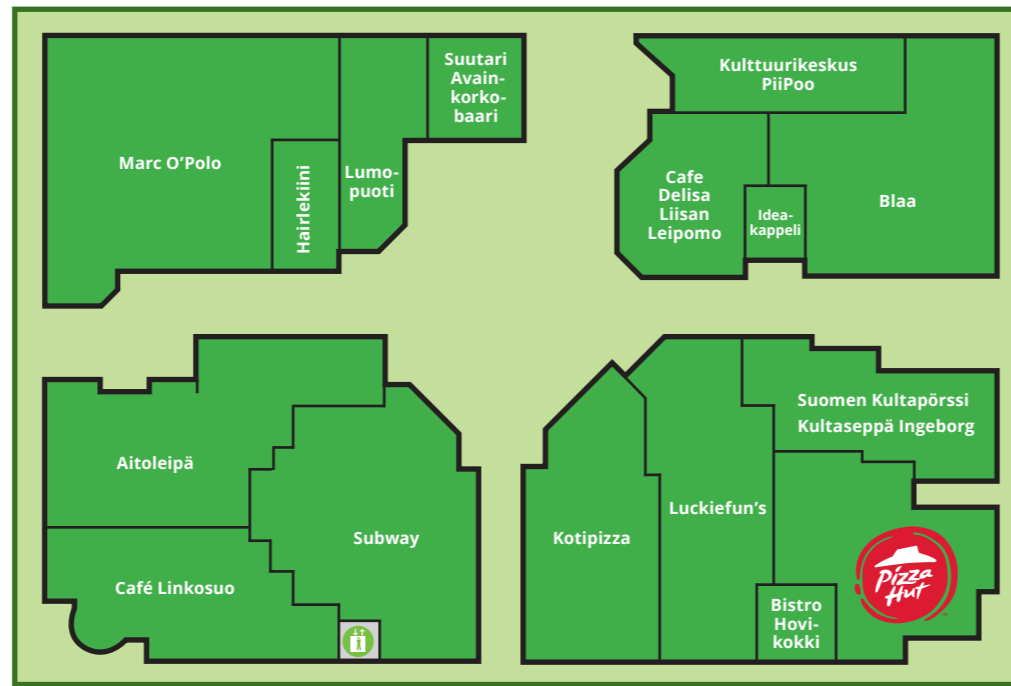 Marc O’Polo
Hairlekiini
Lumo-
puoti
Suutari
Avain-
korko-
baari
Kulttuurikeskus
PiiPoo
Cafe
Delisa
Liisan
Leipomo
Idea-
kappeli
Blaa
Aitoleipä
Café Linkosuo
Subway
Kotipizza
Luckiefun’s
Suomen Kultapörssi
Kultaseppä Ingeborg
Bistro
Hovi-
kokki
Pizza
Hut